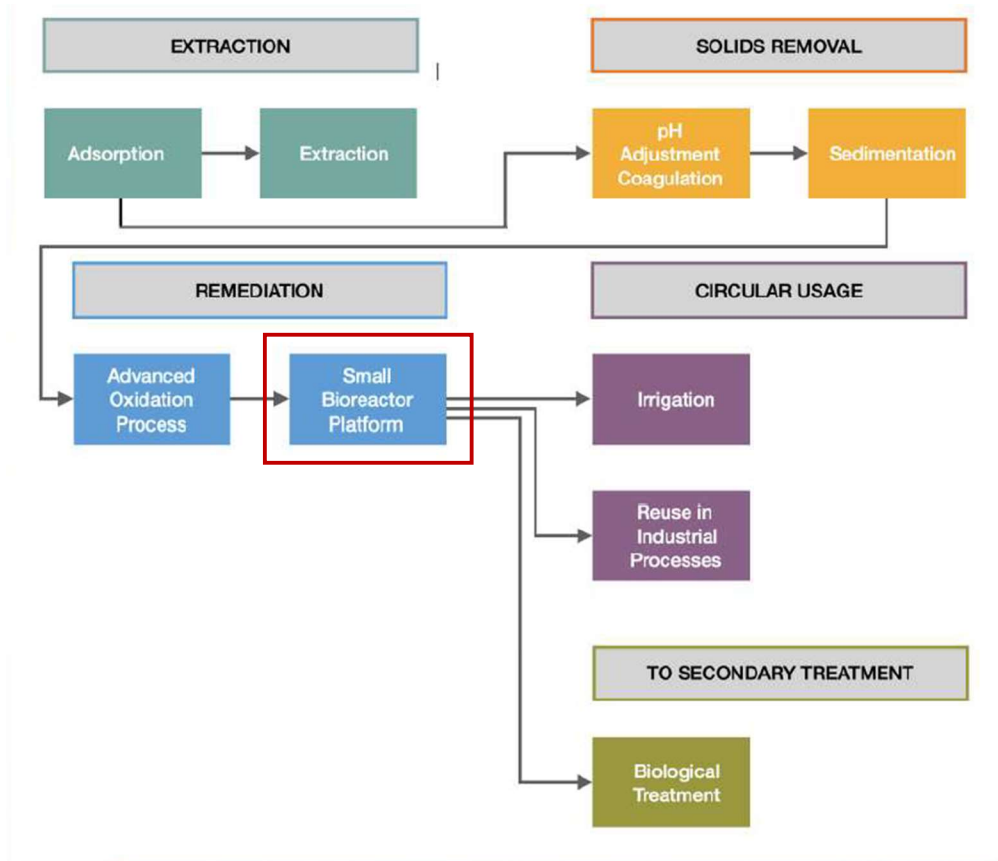 EXTRACTION
SOLIDS REMOVAL
Adsorption
Extraction
pH
Adjustment
Coagulation
Sedimentation
REMEDIATION
CIRCULAR USAGE
Advanced
Oxidation
Process
Small
Bioreactor
Platform
Irrigation
Reuse in
Industrial
Processes
TO SECONDARY TREATMENT
Biological
Treatment